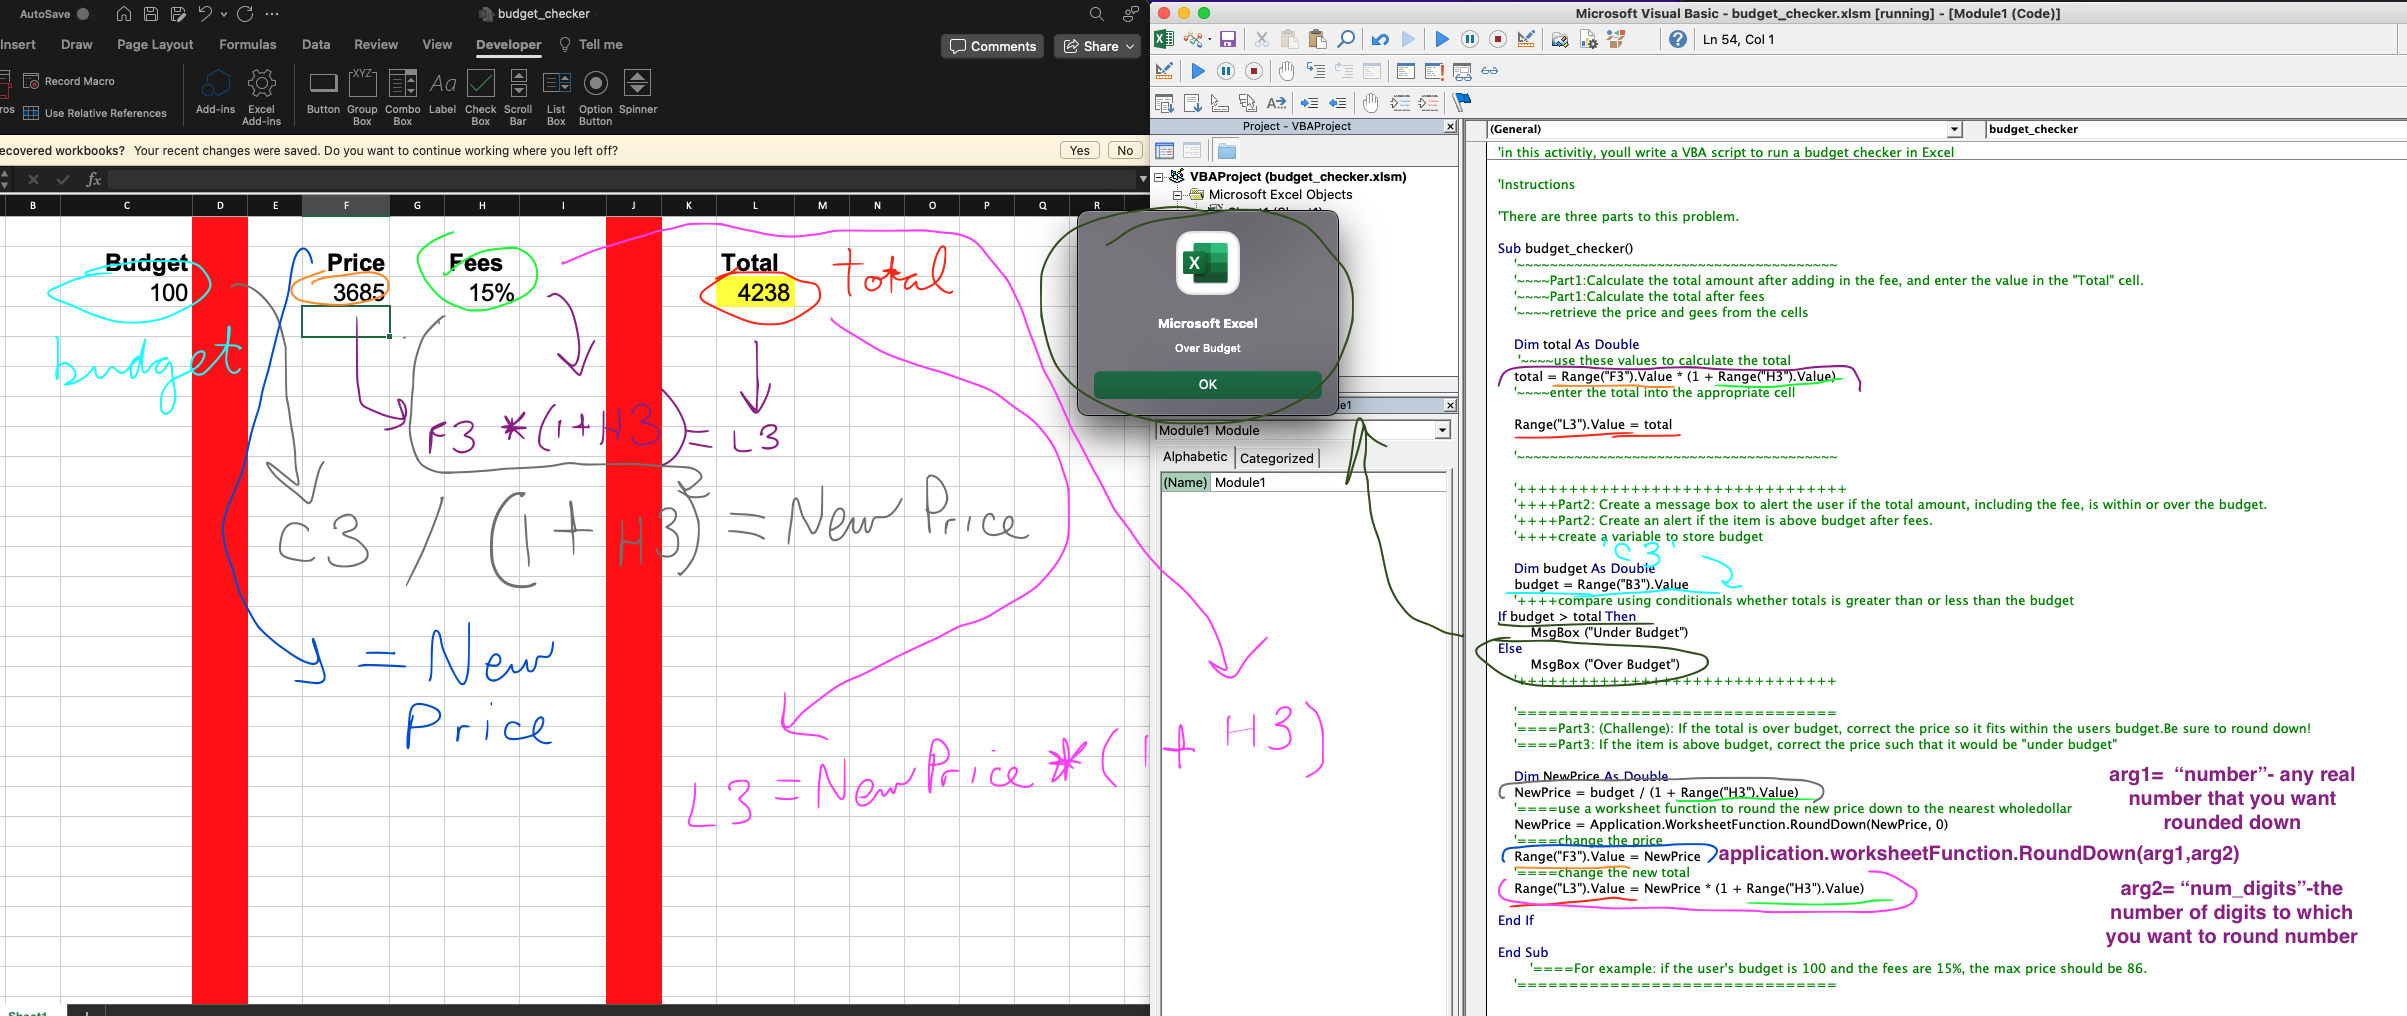 AutoSave
budget_checker
Insert Draw Page Layout Formulas Data Review View Developer Tell me
Comments Share
Record Macro
Use Relative References
Add-ins Excel Add-ins
Button Group Box Combo Box Label Check Box Scroll Bar List Box Option Button Spinner
XYZ Aa
ecovered workbooks? Your recent changes were saved. Do you want to continue working where you left off?
Yes No
fx
B C D E F G H I J K L M N O P Q R
Budget Price Fees Total total
100 3685 15% 4238
budget
F3 * (1+H3) = L3
C3 / (1+H3) = New Price
= New
Price
L3 = New Price * (1+ H3)
Sheet1
Microsoft Excel
Over Budget
OK
Microsoft Visual Basic - budget_checker.xlsm [running] - [Module1 (Code)]
Ln 54, Col 1
Project - VBAProject
VBAProject (budget_checker.xlsm)
Microsoft Excel Objects
Module1 Module
Alphabetic Categorized
(Name) Module1
(General) budget_checker
'in this activitiy, youll write a VBA script to run a budget checker in Excel
'Instructions
'There are three parts to this problem.
Sub budget_checker()
'~~~~~~~~~~~~~~~~~~~~~~~~~~~~~~~~~~~~~~~
'~~~~Part1:Calculate the total amount after adding in the fee, and enter the value in the "Total" cell.
'~~~~Part1:Calculate the total after fees
'~~~~retrieve the price and gees from the cells
Dim total As Double
'~~~~use these values to calculate the total
total = Range("F3").Value * (1 + Range("H3").Value)
'~~~~enter the total into the appropriate cell
Range("L3").Value = total
'~~~~~~~~~~~~~~~~~~~~~~~~~~~~~~~~~~~~~~~
'++++++++++++++++++++++++++++++++
'++++Part2: Create a message box to alert the user if the total amount, including the fee, is within or over the budget.
'++++Part2: Create an alert if the item is above budget after fees.
'++++create a variable to store budget
'C3'
Dim budget As Double
budget = Range("B3").Value
'++++compare using conditionals whether totals is greater than or less than the budget
If budget > total Then
MsgBox ("Under Budget")
Else
MsgBox ("Over Budget")
'+++++++++++++++++++++++++++++++
'===============================
'====Part3: (Challenge): If the total is over budget, correct the price so it fits within the users budget.Be sure to round down!
'====Part3: If the item is above budget, correct the price such that it would be "under budget"
Dim NewPrice As Double
NewPrice = budget / (1 + Range("H3").Value)
'====use a worksheet function to round the new price down to the nearest wholedollar
NewPrice = Application.WorksheetFunction.RoundDown(NewPrice, 0)
'====change the price
Range("F3").Value = NewPrice
'====change the new total
Range("L3").Value = NewPrice * (1 + Range("H3").Value)
End If
End Sub
'====For example: if the user's budget is 100 and the fees are 15%, the max price should be 86.
'===============================
arg1= “number”- any real
number that you want
rounded down
application.worksheetFunction.RoundDown(arg1,arg2)
arg2= “num_digits”-the
number of digits to which
you want to round number